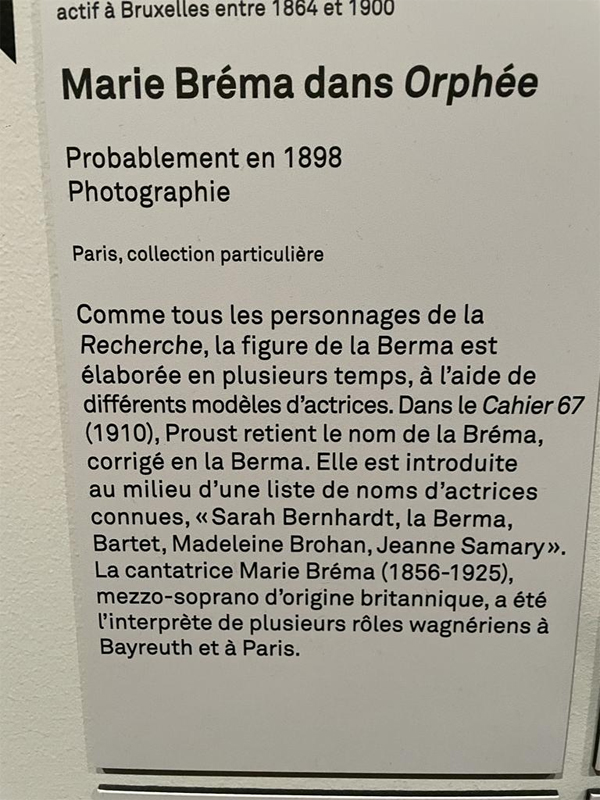 actif à Bruxelles entre 1864 et 1900
Marie Bréma dans Orphée
Probablement en 1898
Photographie
Paris, collection particulière
Comme tous les personnages de la
Recherche, la figure de la Berma est
élaborée en plusieurs temps, à l’aide de
différents modèles d’actrices. Dans le Cahier 67
(1910), Proust retient le nom de la Bréma,
corrigé en la Berma. Elle est introduite
au milieu d’une liste de noms d’actrices
connues, « Sarah Bernhardt, la Berma,
Bartet, Madeleine Brohan, Jeanne Samary ».
La cantatrice Marie Bréma (1856-1925),
mezzo-soprano d’origine britannique, a été
l’interprète de plusieurs rôles wagnériens à
Bayreuth et à Paris.